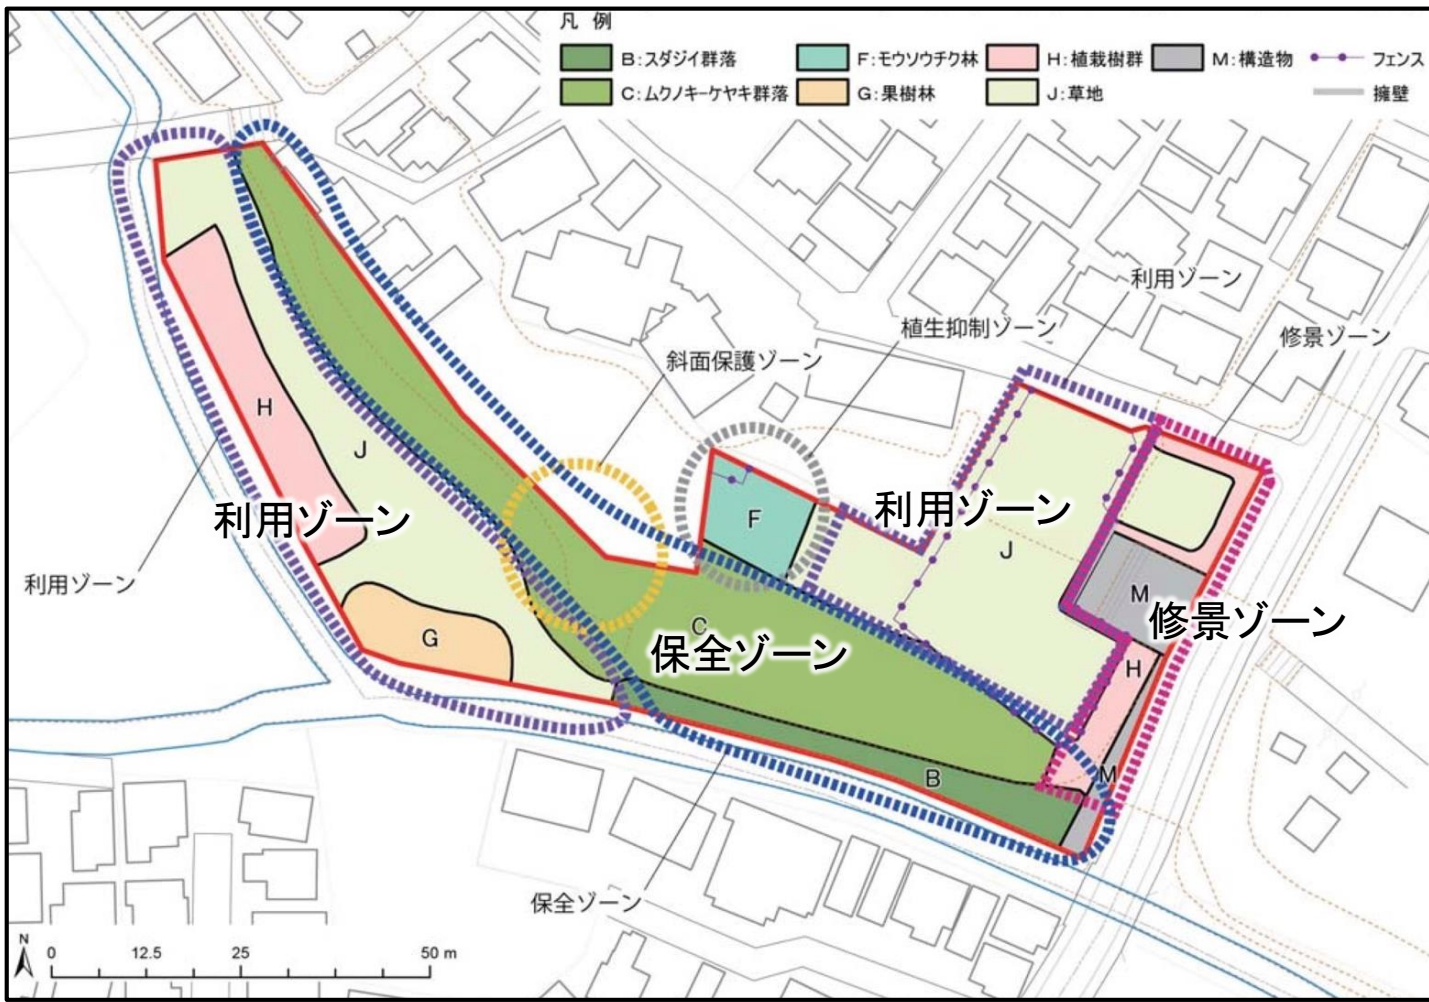 凡 例
B:スダジイ群落
F:モウソウチク林
H:植栽樹群
M:構造物
フェンス
C:ムクノキーケヤキ群落
G:果樹林
J:草地
擁壁
利用ゾーン
植生抑制ゾーン
修景ゾーン
斜面保護ゾーン
H
J
利用ゾーン
F
利用ゾーン
J
利用ゾーン
M
修景ゾーン
C
保全ゾーン
G
H
B
M
保全ゾーン
N
0 12.5 25 50 m